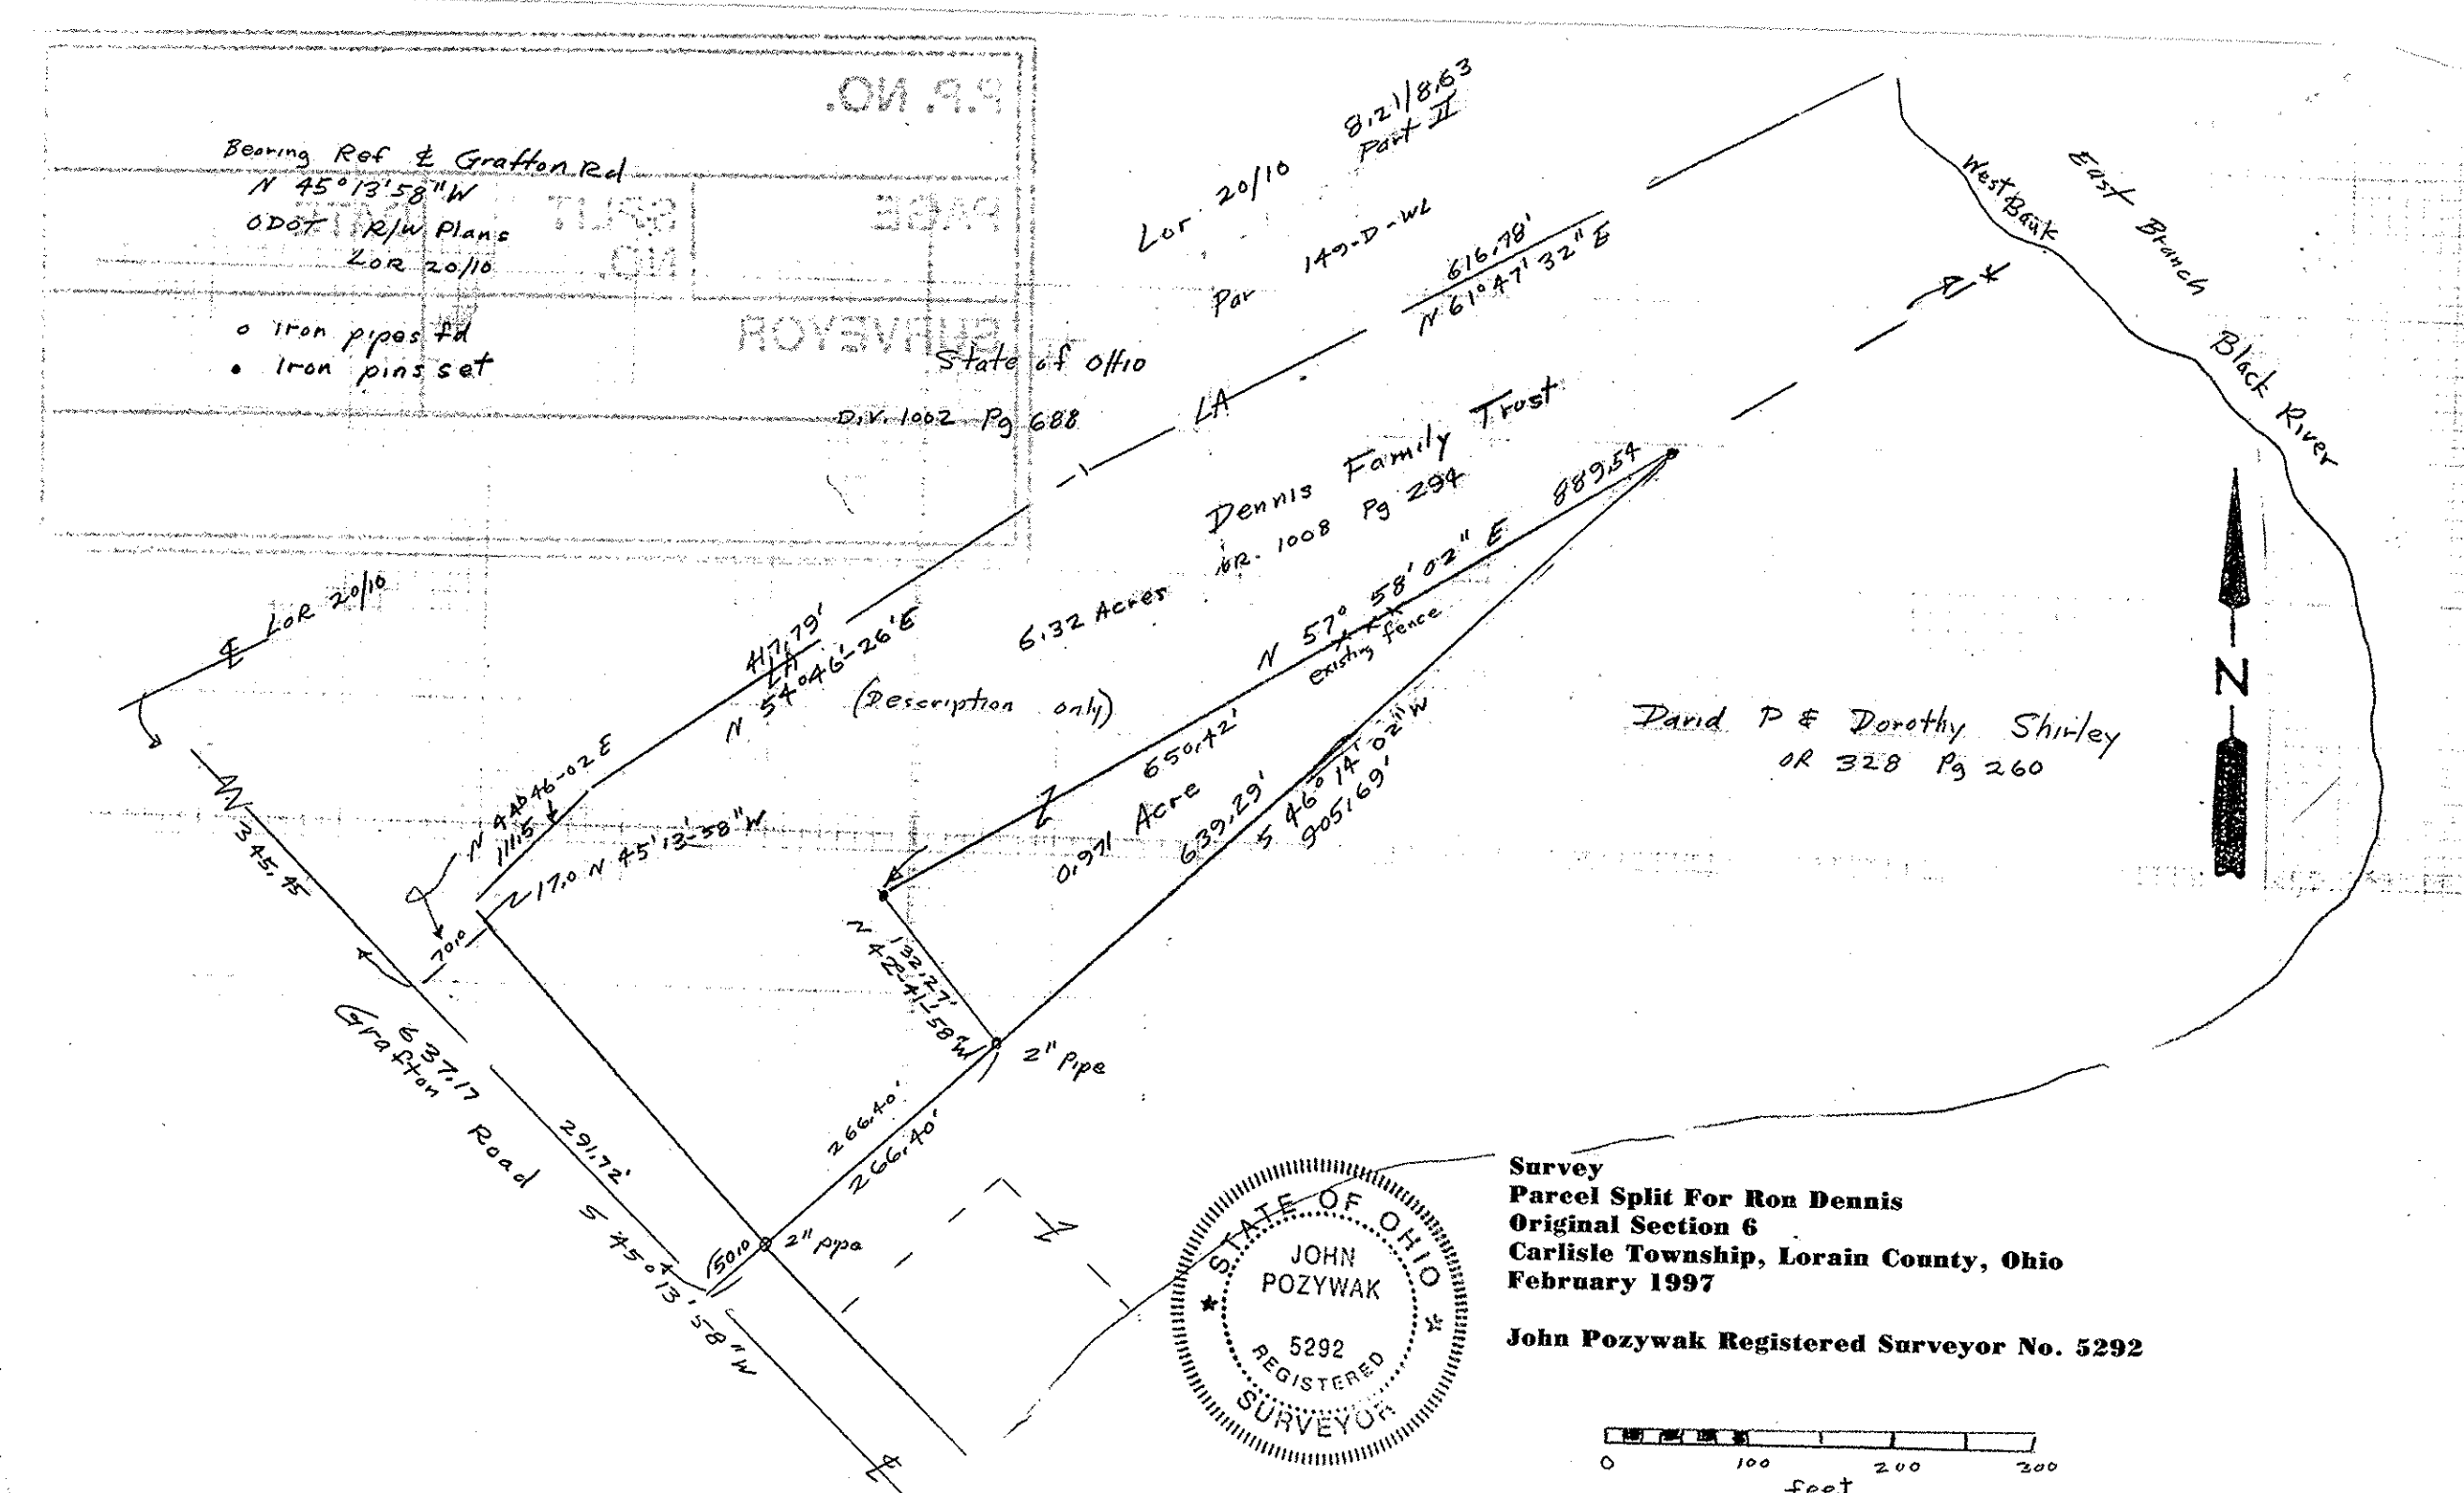 P.P. NO.
Bearing Ref ℄ Grafton Rd
N 45° 13' 58" W
ODOT R/W Plans
LOR 20/10
PAGE
SPLIT NO.
SURVEYOR
o Iron pipes fd
• Iron pins set
State of OHIO
D.V. 1002 Pg 688
Lor 20/10
8.21/8.63
Part II
Par 149-D-WL
616.78'
N 61° 47' 32" E
LA
West Bank
East Branch Black River
Dennis Family Trust
OR. 1008 Pg 294
6.32 Acres
(Description only)
N 57° 58' 02" E 889.54
existing fence
650.42'
0.971 Acre
639.29'
S 46° 14' 02" W
905.69'
David P & Dorothy Shirley
OR 328 Pg 260
N
℄ LOR 20/10
417.79'
LA
N 54°46'-26'E
N 44°46-02 E
111.5
17.0 N 45'13'-58"W
345.45
70.0
Grafton Road
637.17
291.72'
S 45° 13' 58" W
N 42°-41'-58"W
132.27'
2" Pipe
266.40'
266.40'
50.0
2" pipe
℄
STATE OF OHIO
JOHN
POZYWAK
5292
REGISTERED
SURVEYOR
Survey
Parcel Split For Ron Dennis
Original Section 6
Carlisle Township, Lorain County, Ohio
February 1997
John Pozywak Registered Surveyor No. 5292
0 100 200 300
feet